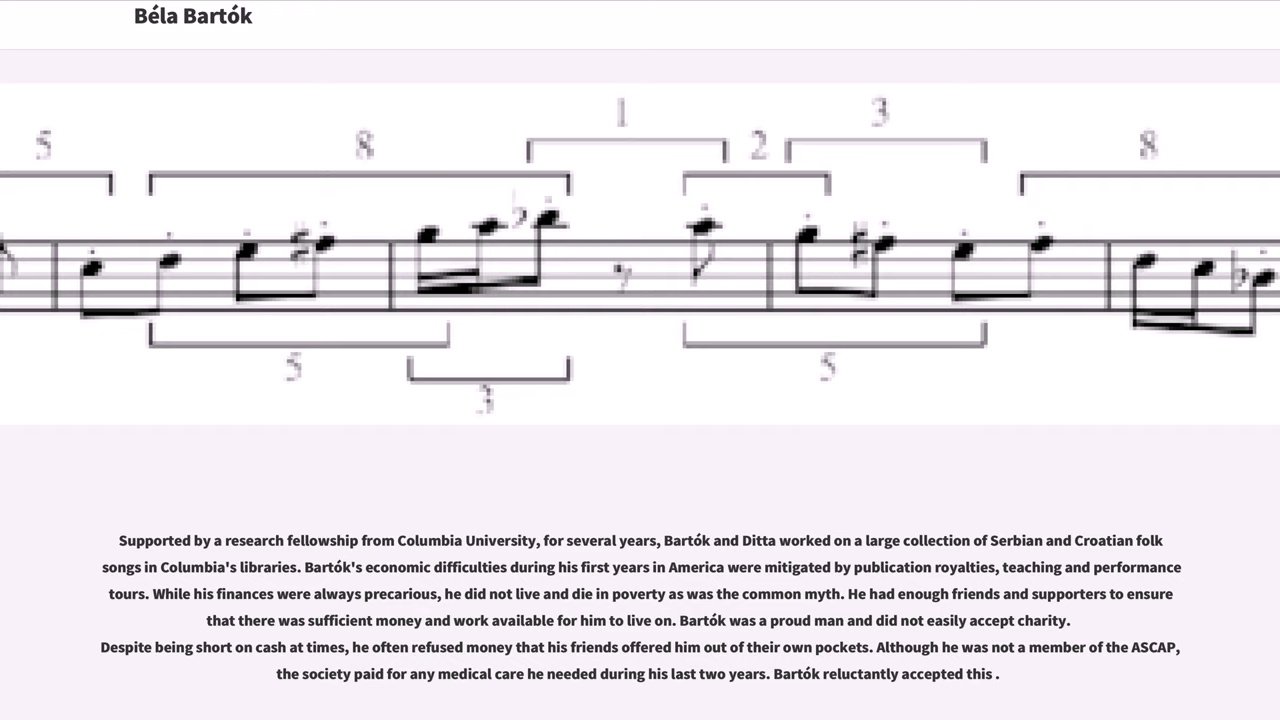 Béla Bartók
1
3
5
8
2
8
5
5
3
Supported by a research fellowship from Columbia University, for several years, Bartók and Ditta worked on a large collection of Serbian and Croatian folk
songs in Columbia's libraries. Bartók's economic difficulties during his first years in America were mitigated by publication royalties, teaching and performance
tours. While his finances were always precarious, he did not live and die in poverty as was the common myth. He had enough friends and supporters to ensure
that there was sufficient money and work available for him to live on. Bartók was a proud man and did not easily accept charity.
Despite being short on cash at times, he often refused money that his friends offered him out of their own pockets. Although he was not a member of the ASCAP,
the society paid for any medical care he needed during his last two years. Bartók reluctantly accepted this .